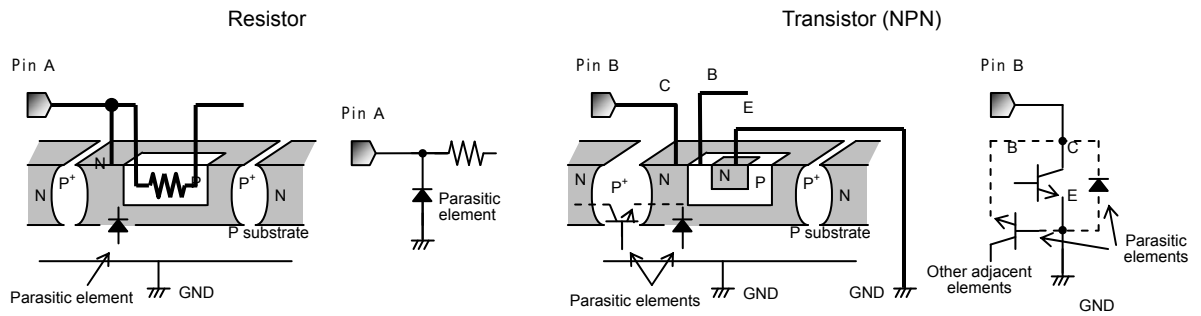 Resistor
Transistor (NPN)
Pin A
N
N
P+
P
P+
N
P substrate
Parasitic element
GND
Pin A
Parasitic
element
Pin B
C
B
E
N
P+
N
N
P
P+
N
P substrate
Parasitic elements
GND
GND
Pin B
B
C
E
Other adjacent
elements
Parasitic
elements
GND